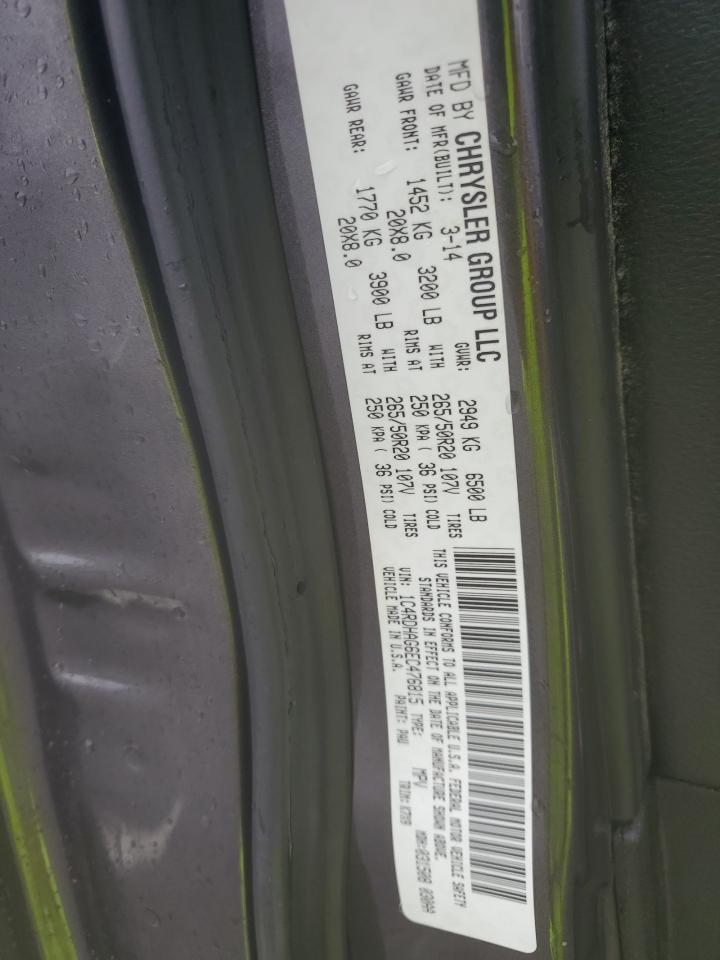 MFD BY CHRYSLER GROUP LLC
DATE OF MFR(BUILT): 3-14 GVWR: 2949 KG 6500 LB
GAWR FRONT: 1452 KG 3200 LB WITH 265/50R20 107V TIRES
20X8.0 RIMS AT 250 KPA ( 36 PSI) COLD
GAWR REAR: 1770 KG 3900 LB WITH 265/50R20 107V TIRES
20X8.0 RIMS AT 250 KPA ( 36 PSI) COLD
THIS VEHICLE CONFORMS TO ALL APPLICABLE U.S.A. FEDERAL MOTOR VEHICLE SAFETY
STANDARDS IN EFFECT ON THE DATE OF MANUFACTURE SHOWN ABOVE.
VIN: 1C4RDHAG6EC476815 TYPE: MPV MDH:031508 030AA
VEHICLE MADE IN U.S.A. PAINT: PAU TRIM: